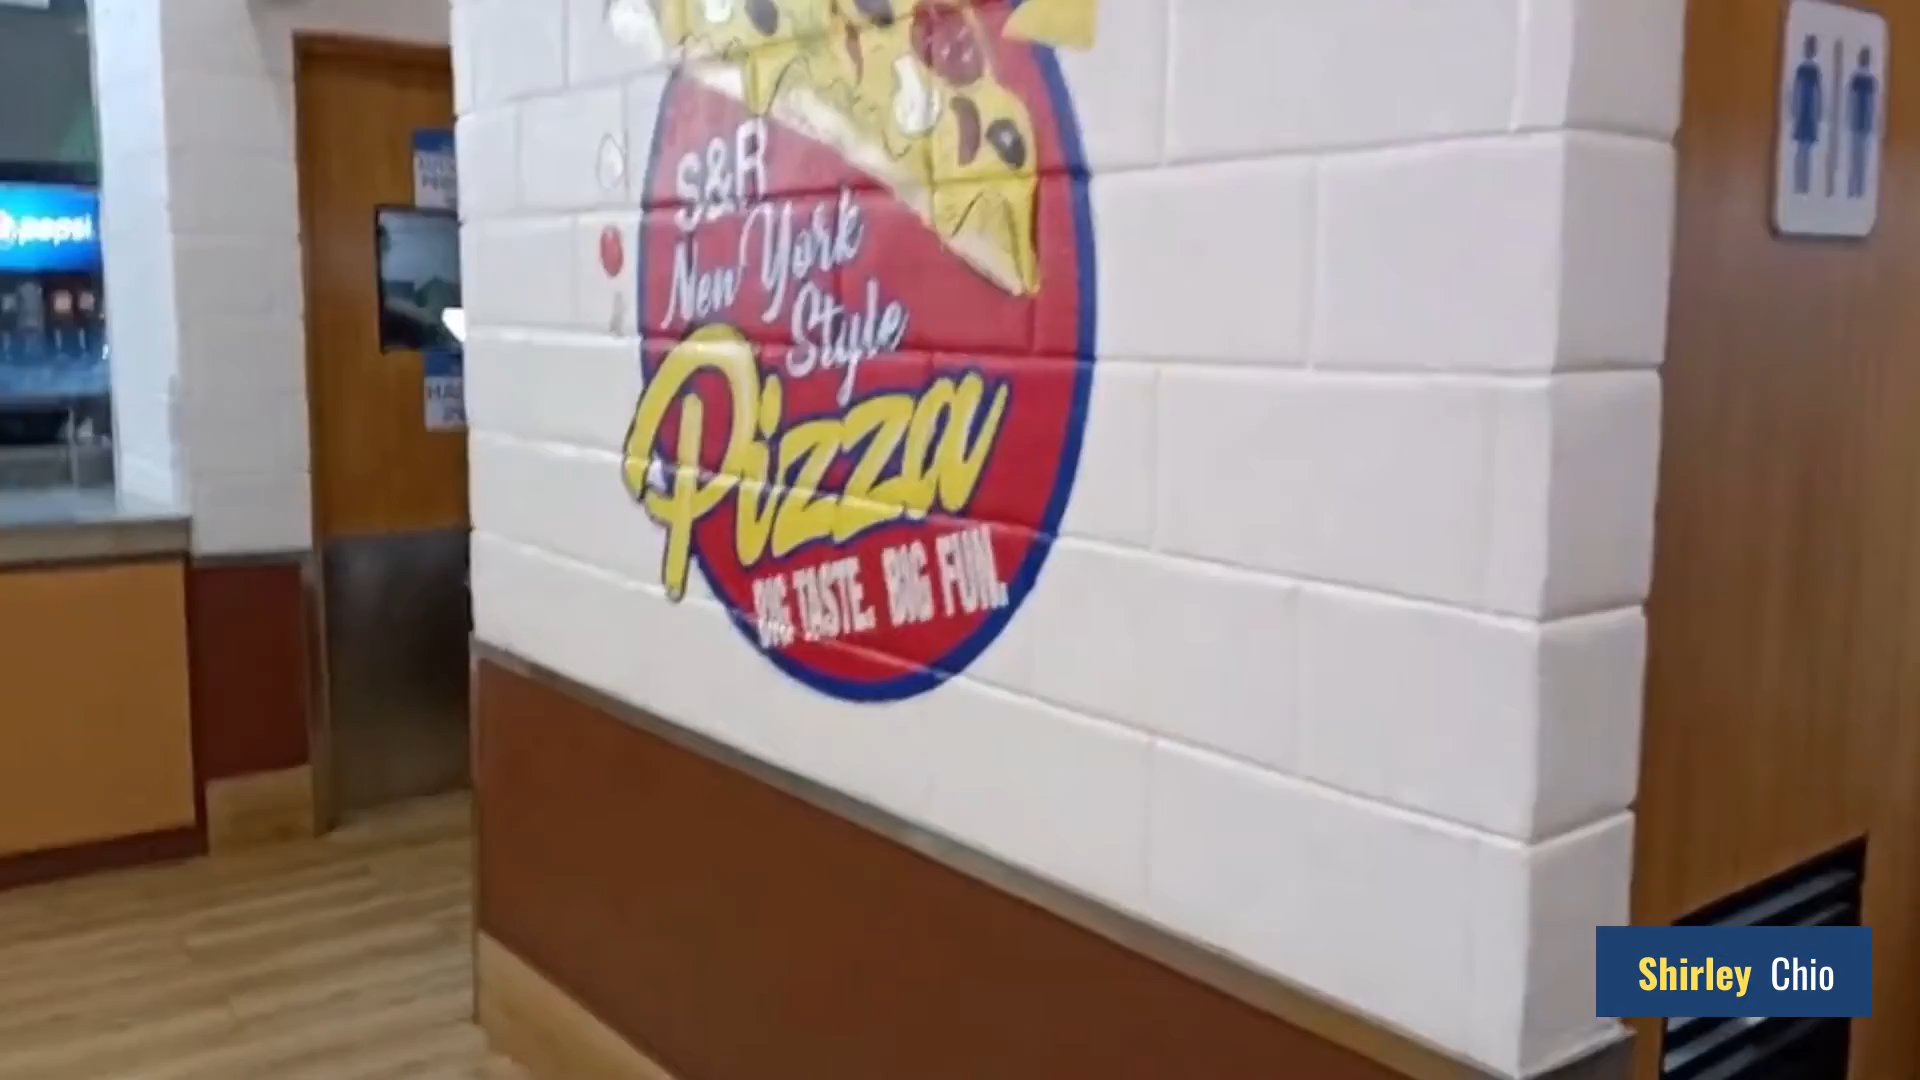 pepsi
S&R
New York
Style
Pizza
BIG TASTE. BIG FUN.
Shirley Chio